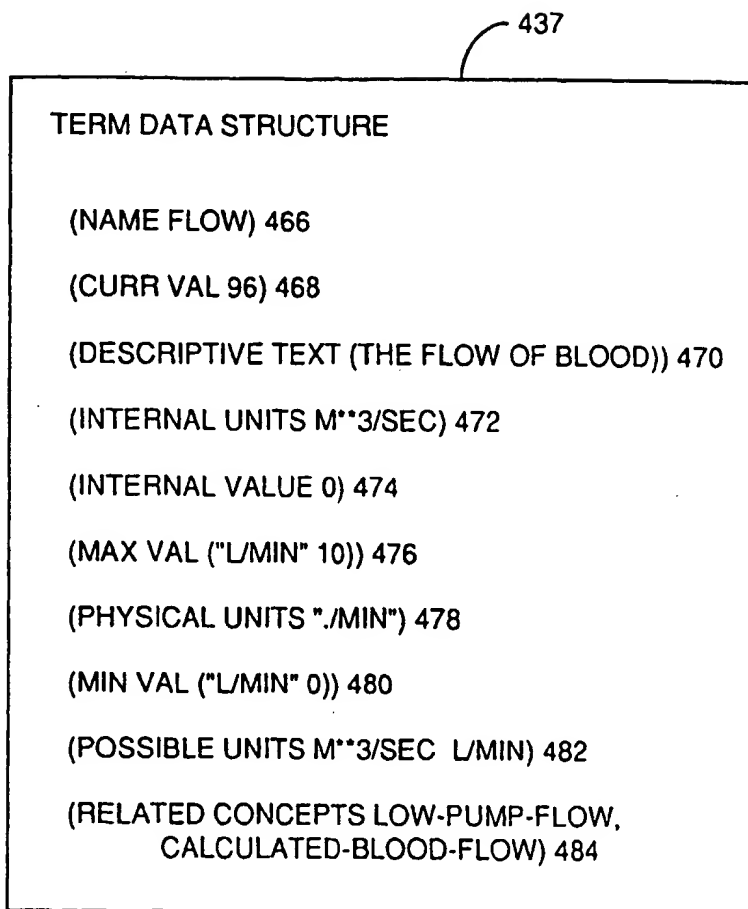 437
TERM DATA STRUCTURE
(NAME FLOW) 466
(CURR VAL 96) 468
(DESCRIPTIVE TEXT (THE FLOW OF BLOOD)) 470
(INTERNAL UNITS M**3/SEC) 472
(INTERNAL VALUE 0) 474
(MAX VAL ("L/MIN" 10)) 476
(PHYSICAL UNITS "./MIN") 478
(MIN VAL ("L/MIN" 0)) 480
(POSSIBLE UNITS M**3/SEC L/MIN) 482
(RELATED CONCEPTS LOW-PUMP-FLOW,
CALCULATED-BLOOD-FLOW) 484